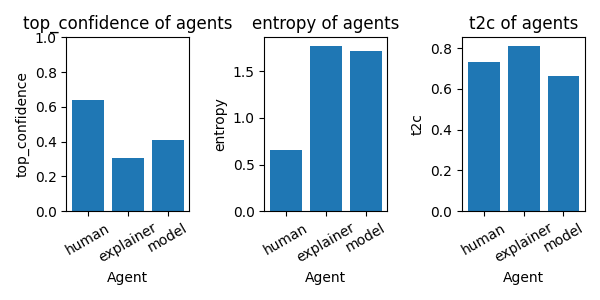 top_confidence of agents
1.0
0.8
0.6
0.4
0.2
0.0
top_confidence
human
explainer
model
Agent
entropy of agents
1.5
1.0
0.5
0.0
entropy
human
explainer
model
Agent
t2c of agents
0.8
0.6
0.4
0.2
0.0
t2c
human
explainer
model
Agent